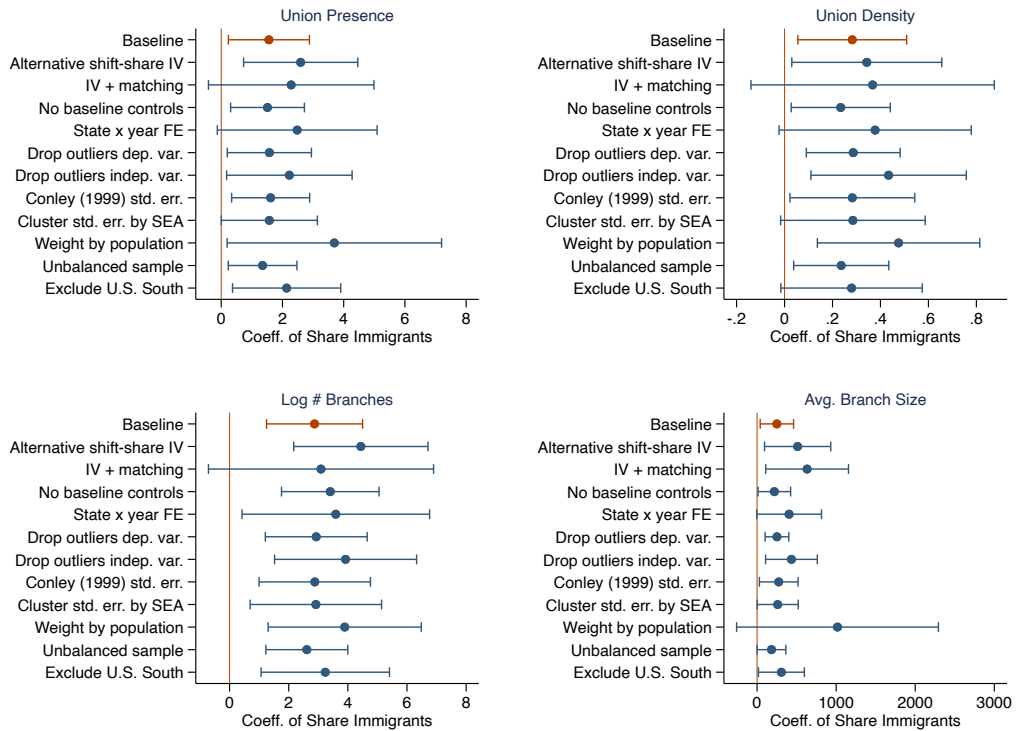 Union Presence
Baseline
Alternative shift-share IV
IV + matching
No baseline controls
State x year FE
Drop outliers dep. var.
Drop outliers indep. var.
Conley (1999) std. err.
Cluster std. err. by SEA
Weight by population
Unbalanced sample
Exclude U.S. South
0 2 4 6 8
Coeff. of Share Immigrants
Union Density
Baseline
Alternative shift-share IV
IV + matching
No baseline controls
State x year FE
Drop outliers dep. var.
Drop outliers indep. var.
Conley (1999) std. err.
Cluster std. err. by SEA
Weight by population
Unbalanced sample
Exclude U.S. South
-.2 0 .2 .4 .6 .8
Coeff. of Share Immigrants
Log # Branches
Baseline
Alternative shift-share IV
IV + matching
No baseline controls
State x year FE
Drop outliers dep. var.
Drop outliers indep. var.
Conley (1999) std. err.
Cluster std. err. by SEA
Weight by population
Unbalanced sample
Exclude U.S. South
0 2 4 6 8
Coeff. of Share Immigrants
Avg. Branch Size
Baseline
Alternative shift-share IV
IV + matching
No baseline controls
State x year FE
Drop outliers dep. var.
Drop outliers indep. var.
Conley (1999) std. err.
Cluster std. err. by SEA
Weight by population
Unbalanced sample
Exclude U.S. South
0 1000 2000 3000
Coeff. of Share Immigrants